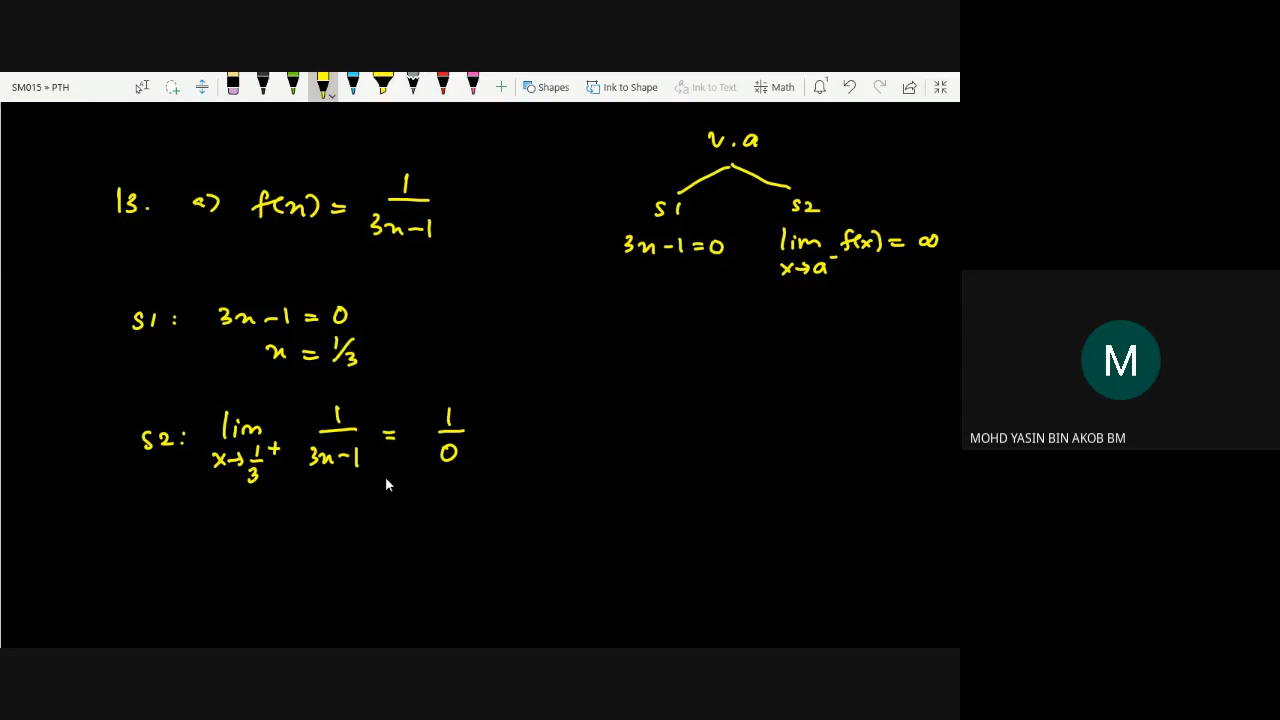 SM015 » PTH
Shapes Ink to Shape Ink to Text Math
v.a
s1 s2
3x-1=0 lim x→a⁻ f(x) = ∞
13. a) f(x) = 1/(3x-1)
s1: 3x-1 = 0
x = 1/3
s2: lim x→1/3⁺ 1/(3x-1) = 1/0
M
MOHD YASIN BIN AKOB BM